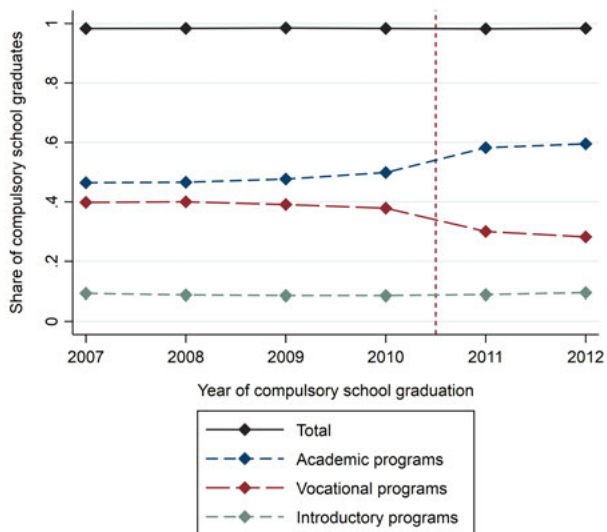 Share of compulsory school graduates
1
.8
.6
.4
.2
0
2007 2008 2009 2010 2011 2012
Year of compulsory school graduation
Total
Academic programs
Vocational programs
Introductory programs